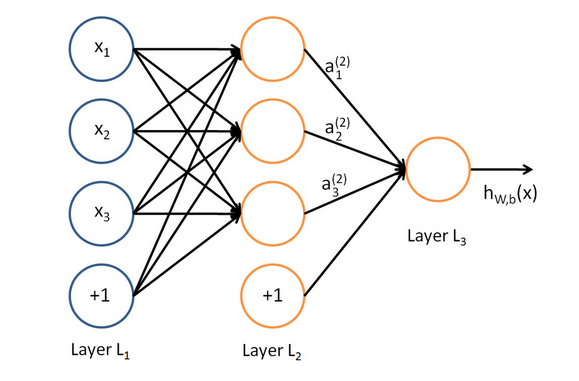 x₁
x₂
x₃
+1
Layer L₁
a₁⁽²⁾
a₂⁽²⁾
a₃⁽²⁾
+1
Layer L₂
h_W,b(x)
Layer L₃